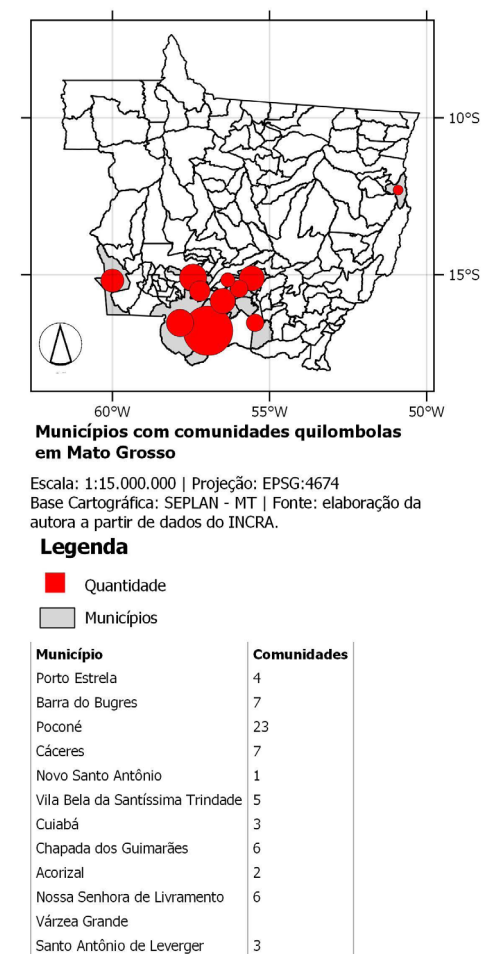 10°S
15°S
60°W 55°W 50°W
Municípios com comunidades quilombolas
em Mato Grosso
Escala: 1:15.000.000 | Projeção: EPSG:4674
Base Cartográfica: SEPLAN - MT | Fonte: elaboração da
autora a partir de dados do INCRA.
Legenda
Quantidade
Municípios
Município Comunidades
Porto Estrela 4
Barra do Bugres 7
Poconé 23
Cáceres 7
Novo Santo Antônio 1
Vila Bela da Santíssima Trindade 5
Cuiabá 3
Chapada dos Guimarães 6
Acorizal 2
Nossa Senhora de Livramento 6
Várzea Grande
Santo Antônio de Leverger 3